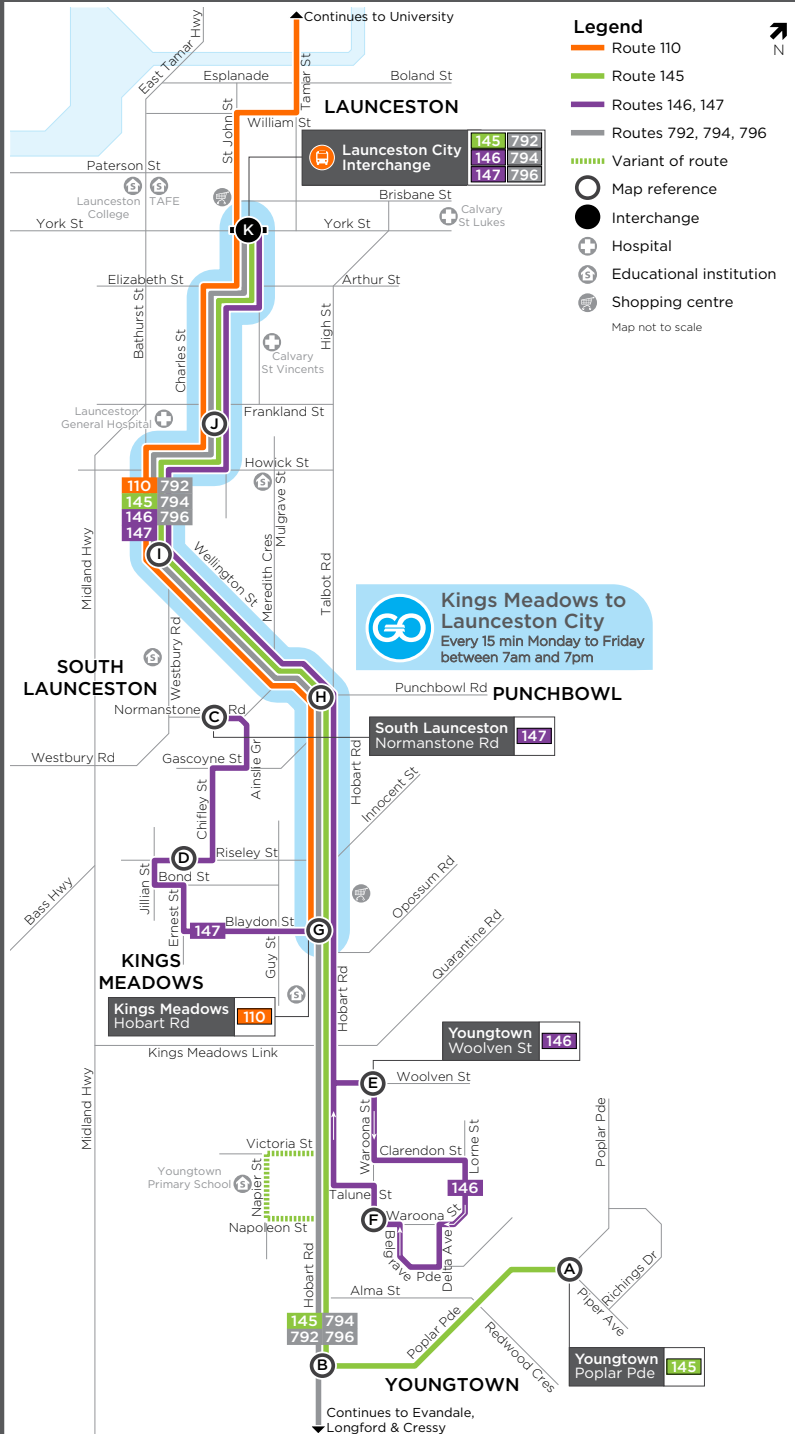 Continues to University
East Tamar Hwy
Esplanade
Boland St
Tamar St
St John St
William St
LAUNCESTON
Legend
N
Route 110
Route 145
Routes 146, 147
Routes 792, 794, 796
Variant of route
Map reference
Interchange
Hospital
Educational institution
Shopping centre
Map not to scale
Launceston City
Interchange
145 792
146 794
147 796
Paterson St
Launceston
College
TAFE
Brisbane St
York St
K
York St
Calvary
St Lukes
Elizabeth St
Arthur St
Bathurst St
Charles St
High St
Calvary
St Vincents
Launceston
General Hospital
Frankland St
J
Howick St
Mulgrave St
110 792
145 794
146 796
147
I
Midland Hwy
Wellington St
Meredith Cres
Talbot Rd
GO
Kings Meadows to
Launceston City
Every 15 min Monday to Friday
between 7am and 7pm
Westbury Rd
SOUTH
LAUNCESTON
H
Punchbowl Rd
PUNCHBOWL
Normanstone Rd
C
South Launceston
Normanstone Rd
147
Westbury Rd
Gascoyne St
Ainslie Gr
Hobart Rd
Innocent St
Chifley St
D
Riseley St
Bond St
Jillian St
Ernest St
Bass Hwy
Opossum Rd
147
Blaydon St
G
Guy St
Quarantine Rd
KINGS
MEADOWS
Hobart Rd
Kings Meadows
Hobart Rd
110
Youngtown
Woolven St
146
Kings Meadows Link
E
Woolven St
Midland Hwy
Waroona St
Poplar Pde
Victoria St
Clarendon St
Lorne St
Youngtown
Primary School
Napier St
146
Talune St
F
Waroona St
Napoleon St
Belgrave Pde
Delta Ave
Hobart Rd
A
Richings Dr
Alma St
Piper Ave
145 794
792 796
Poplar Pde
Redwood Cres
B
Youngtown
Poplar Pde
145
YOUNGTOWN
Continues to Evandale,
Longford & Cressy